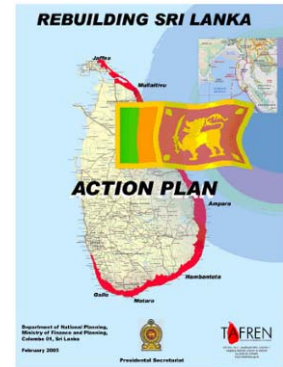 REBUILDING SRI LANKA
Jaffna
Mullaitivu
ACTION PLAN
Ampara
Hambantota
Galle
Matara
Department of National Planning,
Ministry of Finance and Planning,
Colombo 01, Sri Lanka
February 2005
Presidential Secretariat
TAFREN